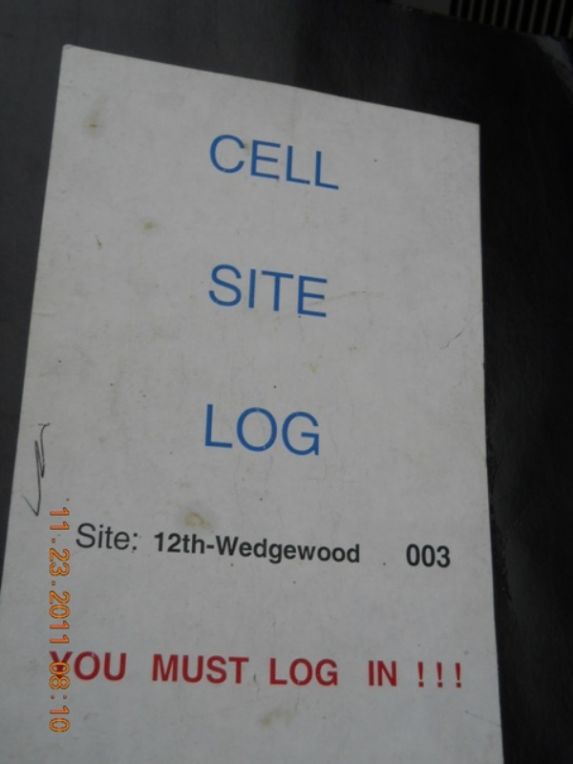 CELL
SITE
LOG
Site: 12th-Wedgewood 003
YOU MUST LOG IN !!!
11.23.2011 08:10